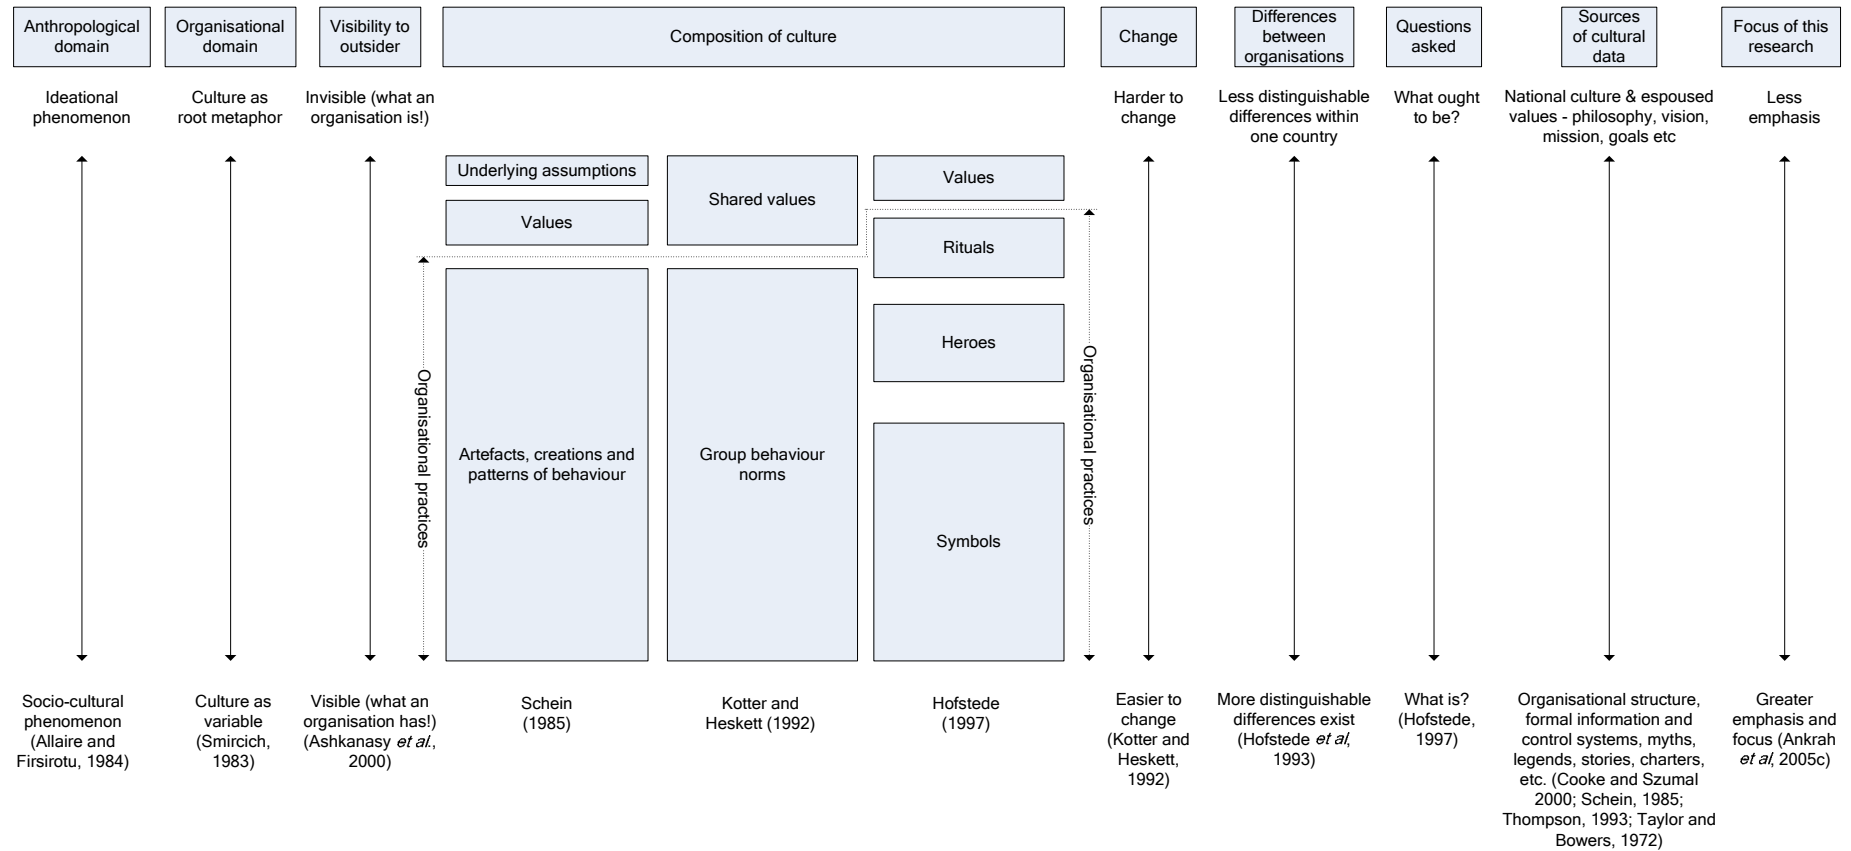 Anthropological
domain
Organisational
domain
Visibility to
outsider
Composition of culture
Change
Differences
between
organisations
Questions
asked
Sources
of cultural
data
Focus of this
research
Ideational
phenomenon
Culture as
root metaphor
Invisible (what an
organisation is!)
Harder to
change
Less distinguishable
differences within
one country
What ought
to be?
National culture & espoused
values - philosophy, vision,
mission, goals etc
Less
emphasis
Underlying assumptions
Values
Artefacts, creations and
patterns of behaviour
Shared values
Group behaviour
norms
Values
Rituals
Heroes
Symbols
Organisational practices
Organisational practices
Socio-cultural
phenomenon
(Allaire and
Firsirotu, 1984)
Culture as
variable
(Smircich,
1983)
Visible (what an
organisation has!)
(Ashkanasy et al.,
2000)
Schein
(1985)
Kotter and
Heskett (1992)
Hofstede
(1997)
Easier to
change
(Kotter and
Heskett,
1992)
More distinguishable
differences exist
(Hofstede et al,
1993)
What is?
(Hofstede,
1997)
Organisational structure,
formal information and
control systems, myths,
legends, stories, charters,
etc. (Cooke and Szumal
2000; Schein, 1985;
Thompson, 1993; Taylor and
Bowers, 1972)
Greater
emphasis and
focus (Ankrah
et al, 2005c)